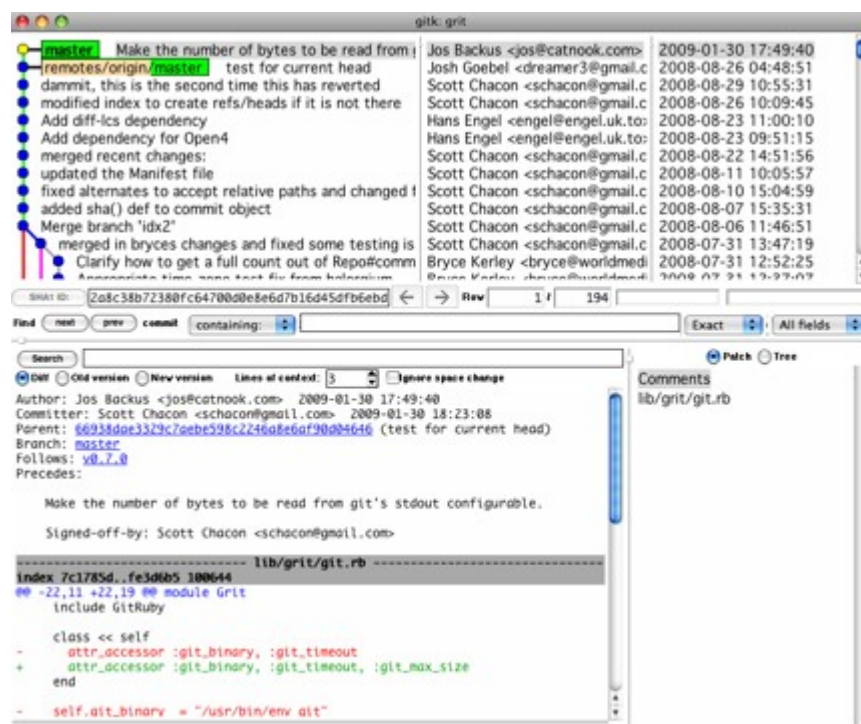 gitk: grit
master Make the number of bytes to be read from Jos Backus <jos@catnook.com> 2009-01-30 17:49:40
remotes/origin/master test for current head Josh Goebel <dreamer3@gmail.c 2008-08-26 04:48:51
dammit, this is the second time this has reverted Scott Chacon <schacon@gmail.c 2008-08-29 10:55:31
modified index to create refs/heads if it is not there Scott Chacon <schacon@gmail.c 2008-08-26 10:09:45
Add diff-lcs dependency Hans Engel <engel@engel.uk.to> 2008-08-23 11:00:10
Add dependency for Open4 Hans Engel <engel@engel.uk.to> 2008-08-23 09:51:15
merged recent changes: Scott Chacon <schacon@gmail.c 2008-08-22 14:51:56
updated the Manifest file Scott Chacon <schacon@gmail.c 2008-08-11 10:05:57
fixed alternates to accept relative paths and changed f Scott Chacon <schacon@gmail.c 2008-08-10 15:04:59
added sha() def to commit object Scott Chacon <schacon@gmail.c 2008-08-07 15:35:31
Merge branch "idx2" Scott Chacon <schacon@gmail.c 2008-08-06 11:46:51
merged in bryces changes and fixed some testing is Scott Chacon <schacon@gmail.c 2008-07-31 13:47:19
Clarify how to get a full count out of Repo#comm Bryce Kerley <bryce@worldmedi 2008-07-31 12:52:25
SHA1 ID: 2a8c38b72380fc64700d0e8e6d7b16d45dfb6ebd Row 1 / 194
Find next prev commit containing: Exact All fields
Search Patch Tree
Diff Old version New version Lines of context: 3 Ignore space change
Comments
lib/grit/git.rb
Author: Jos Backus <jos@catnook.com> 2009-01-30 17:49:40
Committer: Scott Chacon <schacon@gmail.com> 2009-01-30 18:23:08
Parent: 66938dae3329c7aebe598c2246a8e6af90d04646 (test for current head)
Branch: master
Follows: v0.7.0
Precedes:
Make the number of bytes to be read from git's stdout configurable.
Signed-off-by: Scott Chacon <schacon@gmail.com>
------------------------------ lib/grit/git.rb ------------------------------
index 7c1785d..fe3d6b5 100644
@@ -22,11 +22,19 @@ module Grit
include GitRuby
class << self
- attr_accessor :git_binary, :git_timeout
+ attr_accessor :git_binary, :git_timeout, :git_max_size
end
- self.git_binary = "/usr/bin/env git"